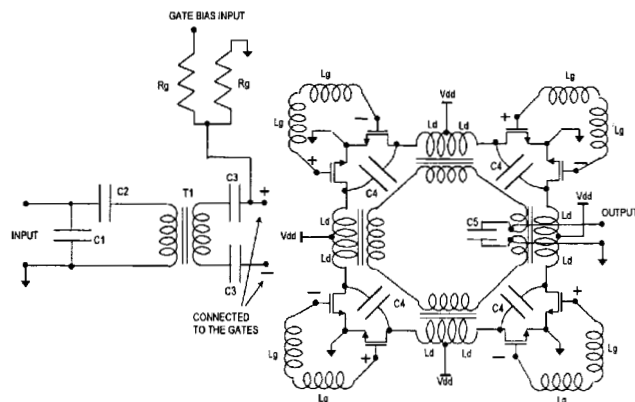 GATE BIAS INPUT
Rg
Rg
C2
T1
C3
+
INPUT
C1
C3
−
CONNECTED
TO THE GATES
Lg
Lg
−
+
C4
Ld
Vdd
Ld
+
−
C4
Lg
Lg
Vdd
Ld
Ld
C5
Ld
Vdd
Ld
OUTPUT
−
+
C4
Lg
Lg
Ld
Vdd
Ld
C4
+
−
Lg
Lg